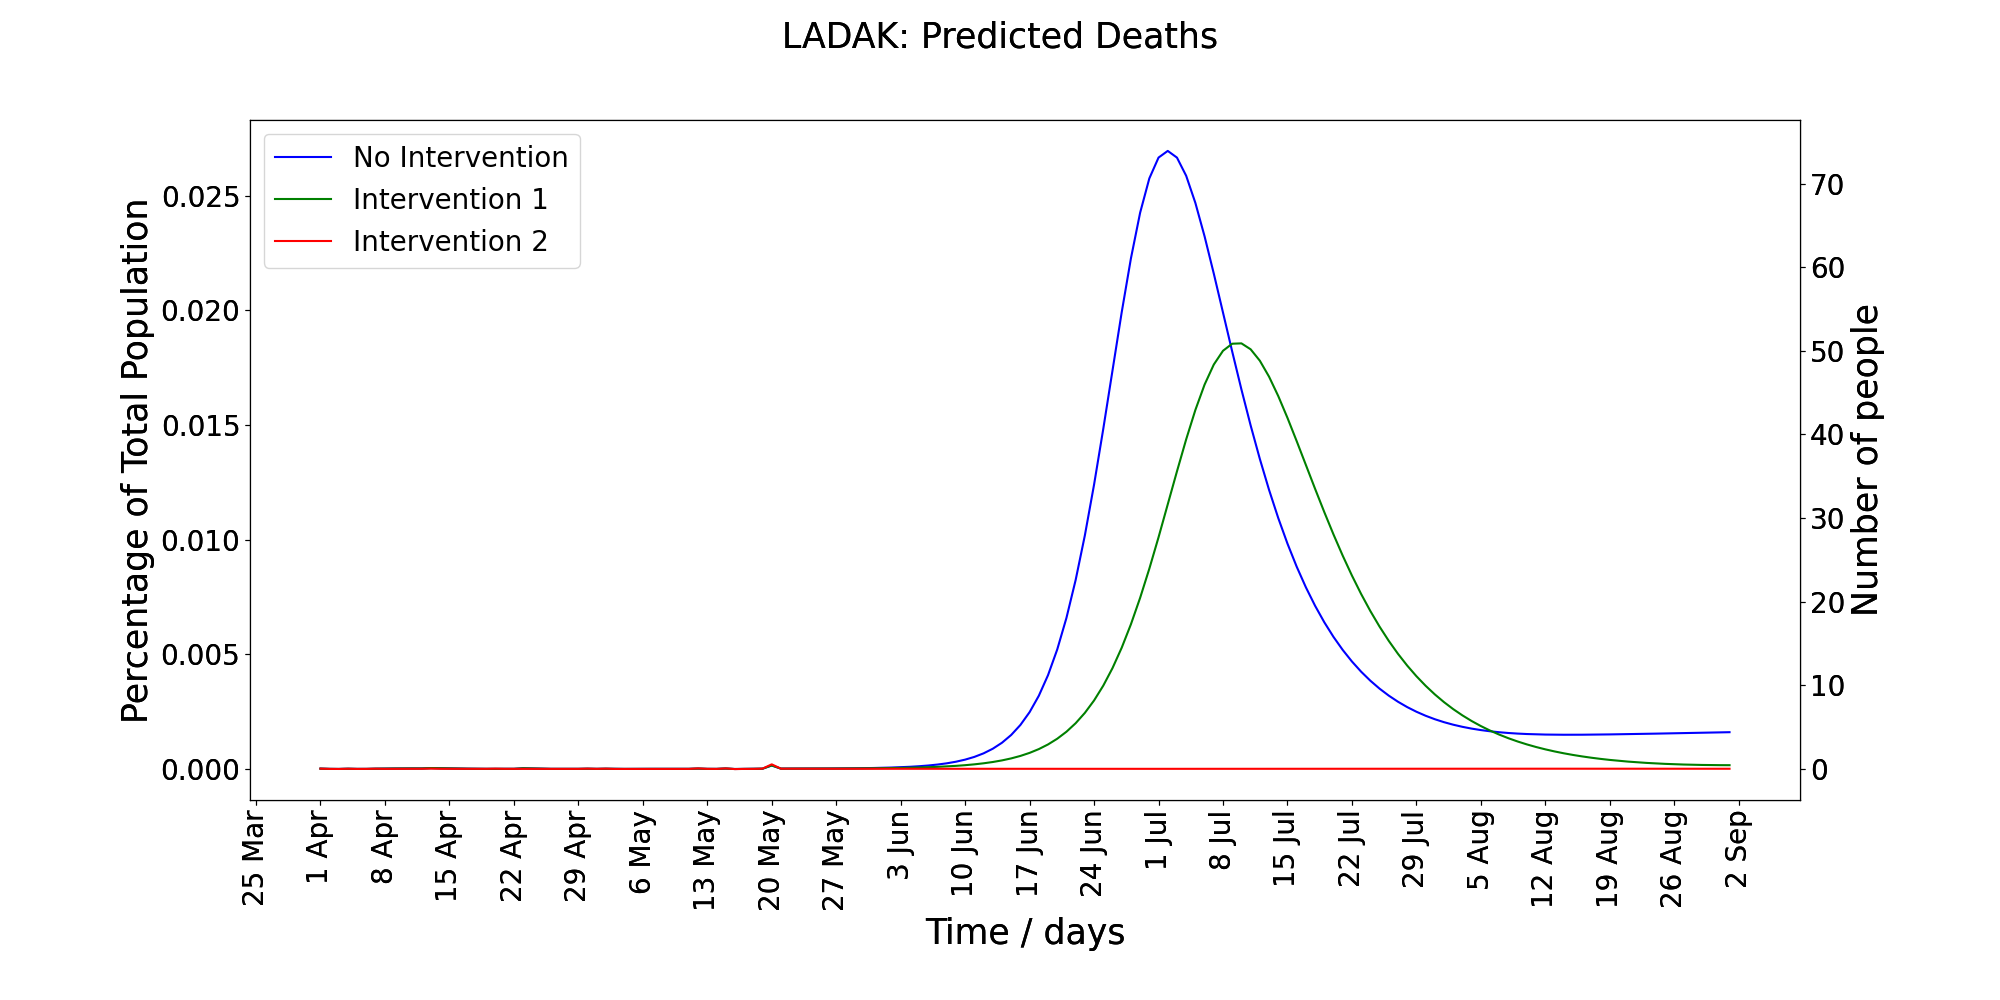 LADAK: Predicted Deaths
No Intervention
Intervention 1
Intervention 2
Percentage of Total Population
0.025
0.020
0.015
0.010
0.005
0.000
70
60
50
40
30
20
10
0
Number of people
25 Mar
1 Apr
8 Apr
15 Apr
22 Apr
29 Apr
6 May
13 May
20 May
27 May
3 Jun
10 Jun
17 Jun
24 Jun
1 Jul
8 Jul
15 Jul
22 Jul
29 Jul
5 Aug
12 Aug
19 Aug
26 Aug
2 Sep
Time / days